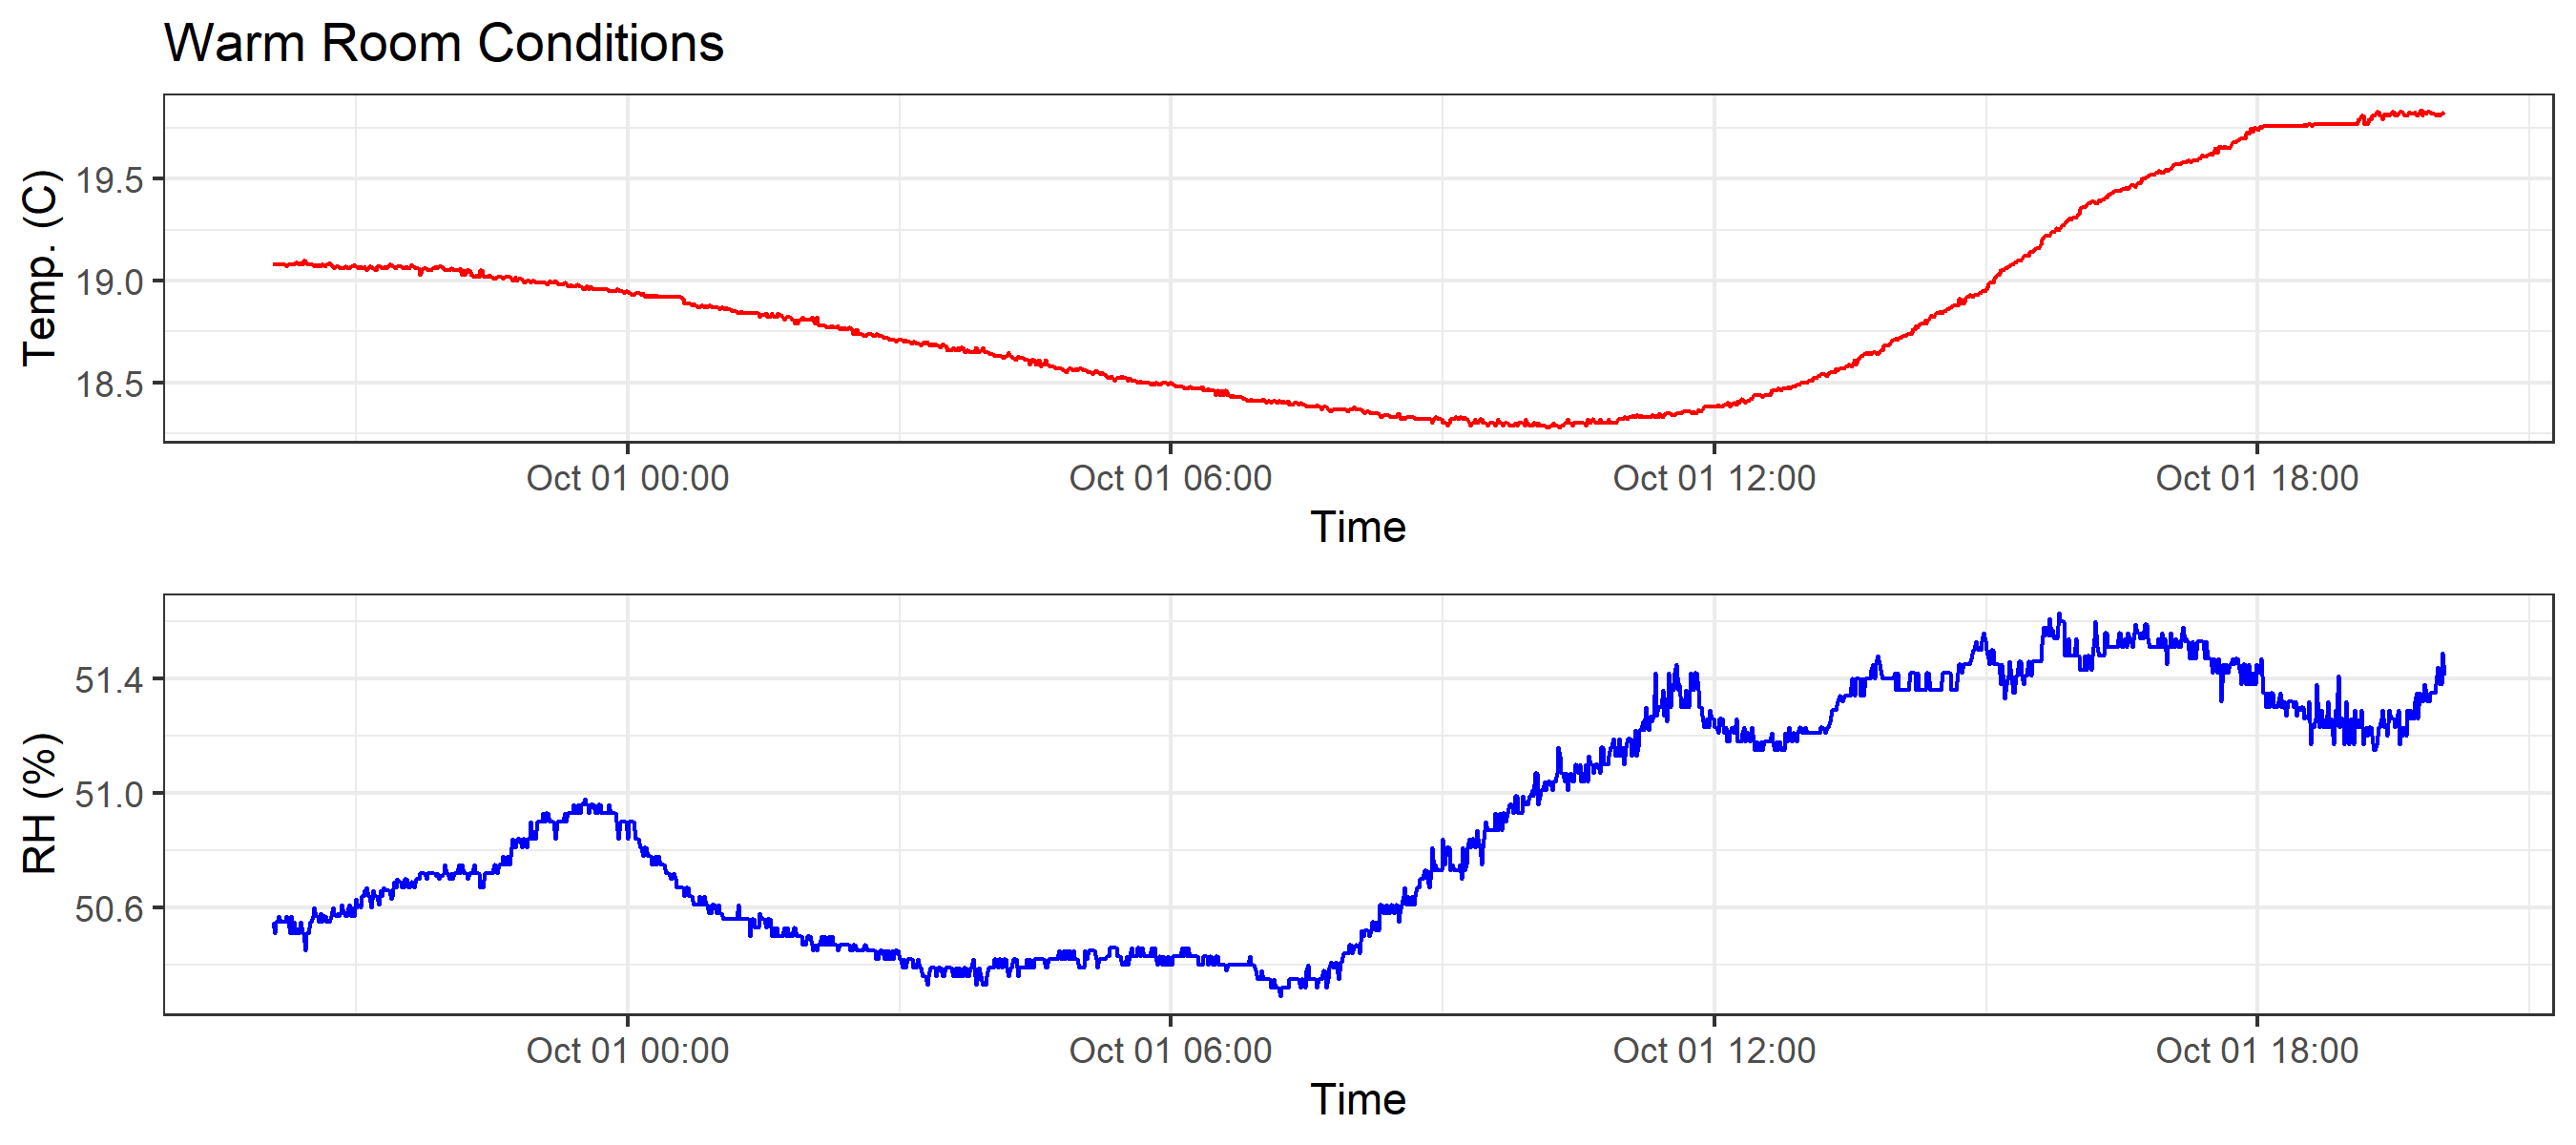 Warm Room Conditions
Temp. (C)
19.5
19.0
18.5
Oct 01 00:00 Oct 01 06:00 Oct 01 12:00 Oct 01 18:00
Time
RH (%)
51.4
51.0
50.6
Oct 01 00:00 Oct 01 06:00 Oct 01 12:00 Oct 01 18:00
Time